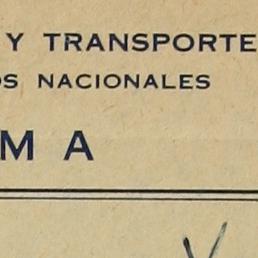 Y TRANSPORTE
OS NACIONALES
M A